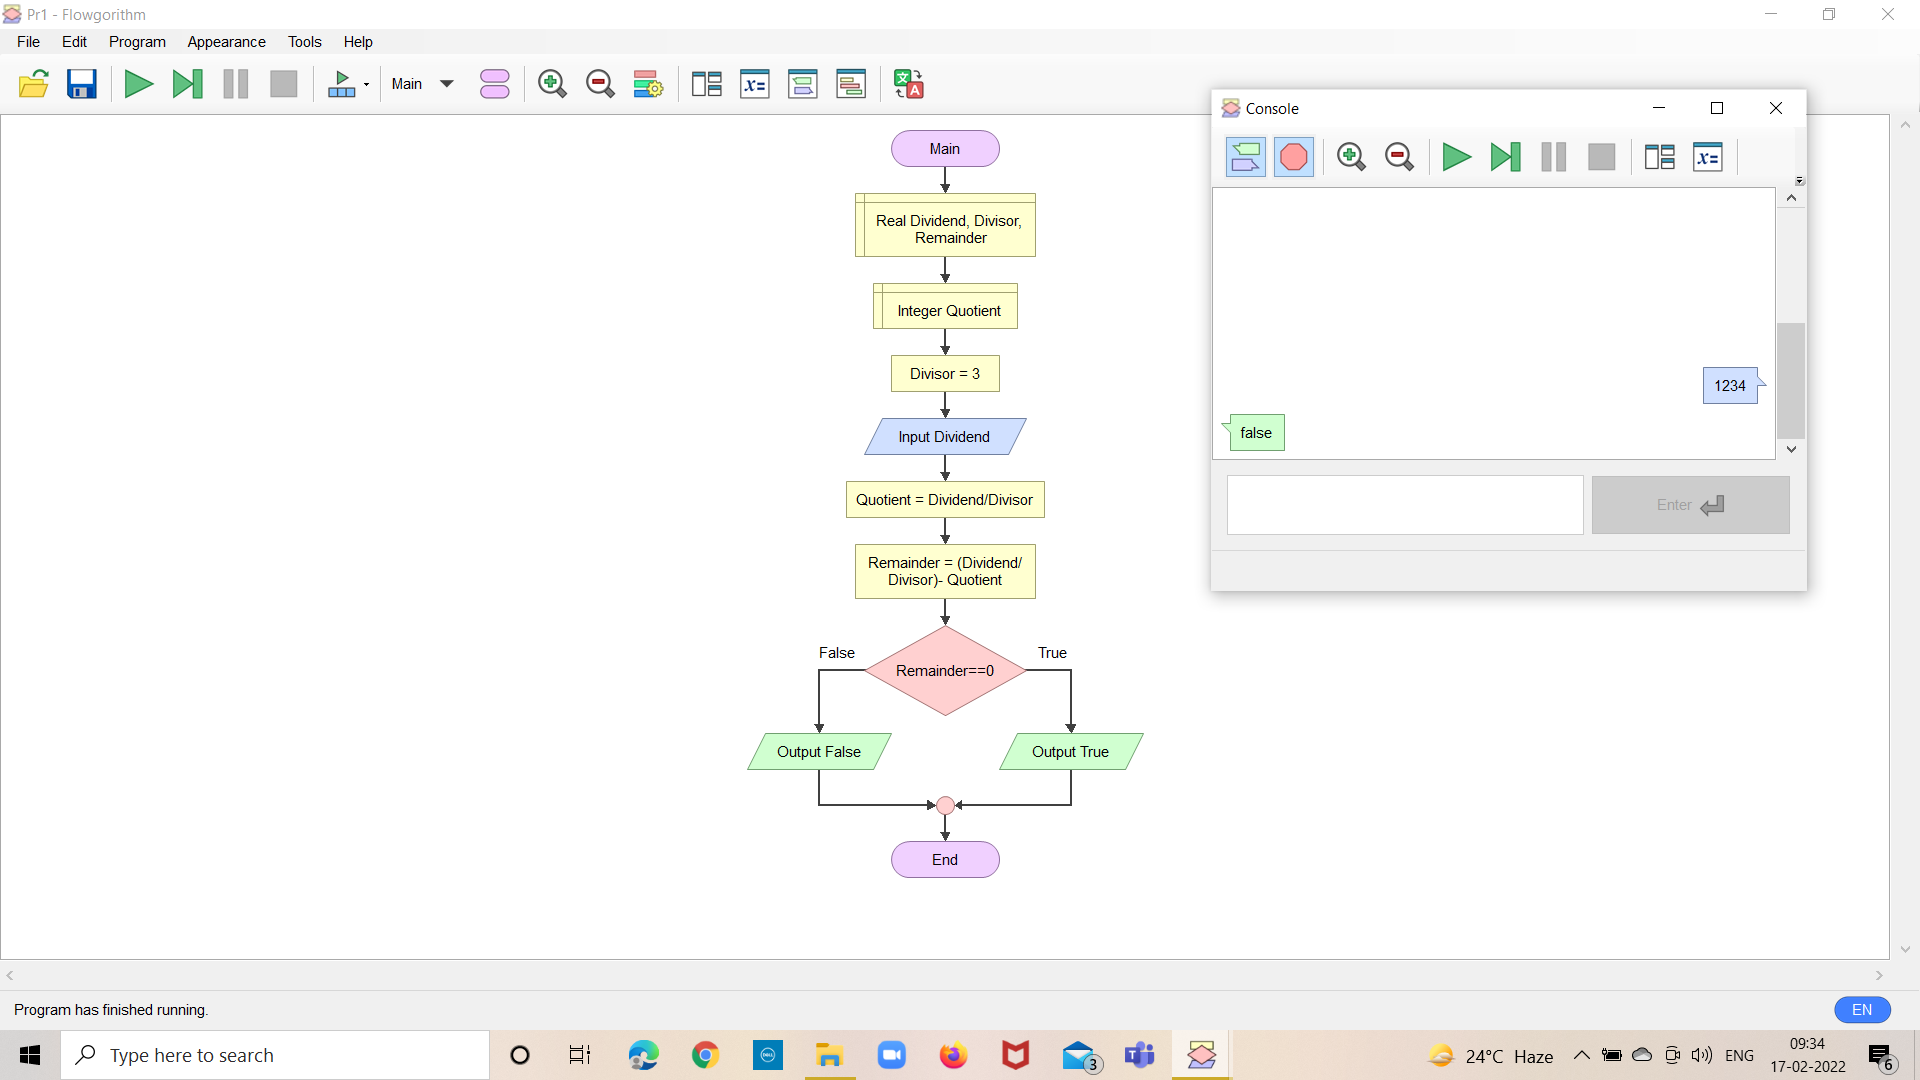 Pr1 - Flowgorithm
File Edit Program Appearance Tools Help
Main
Main
Real Dividend, Divisor,
Remainder
Integer Quotient
Divisor = 3
Input Dividend
Quotient = Dividend/Divisor
Remainder = (Dividend/
Divisor)- Quotient
False
True
Remainder==0
Output False
Output True
End
Console
x=
x=
1234
false
Enter
Program has finished running.
EN
Type here to search
DELL
3
24°C Haze
ENG
09:34
17-02-2022
6